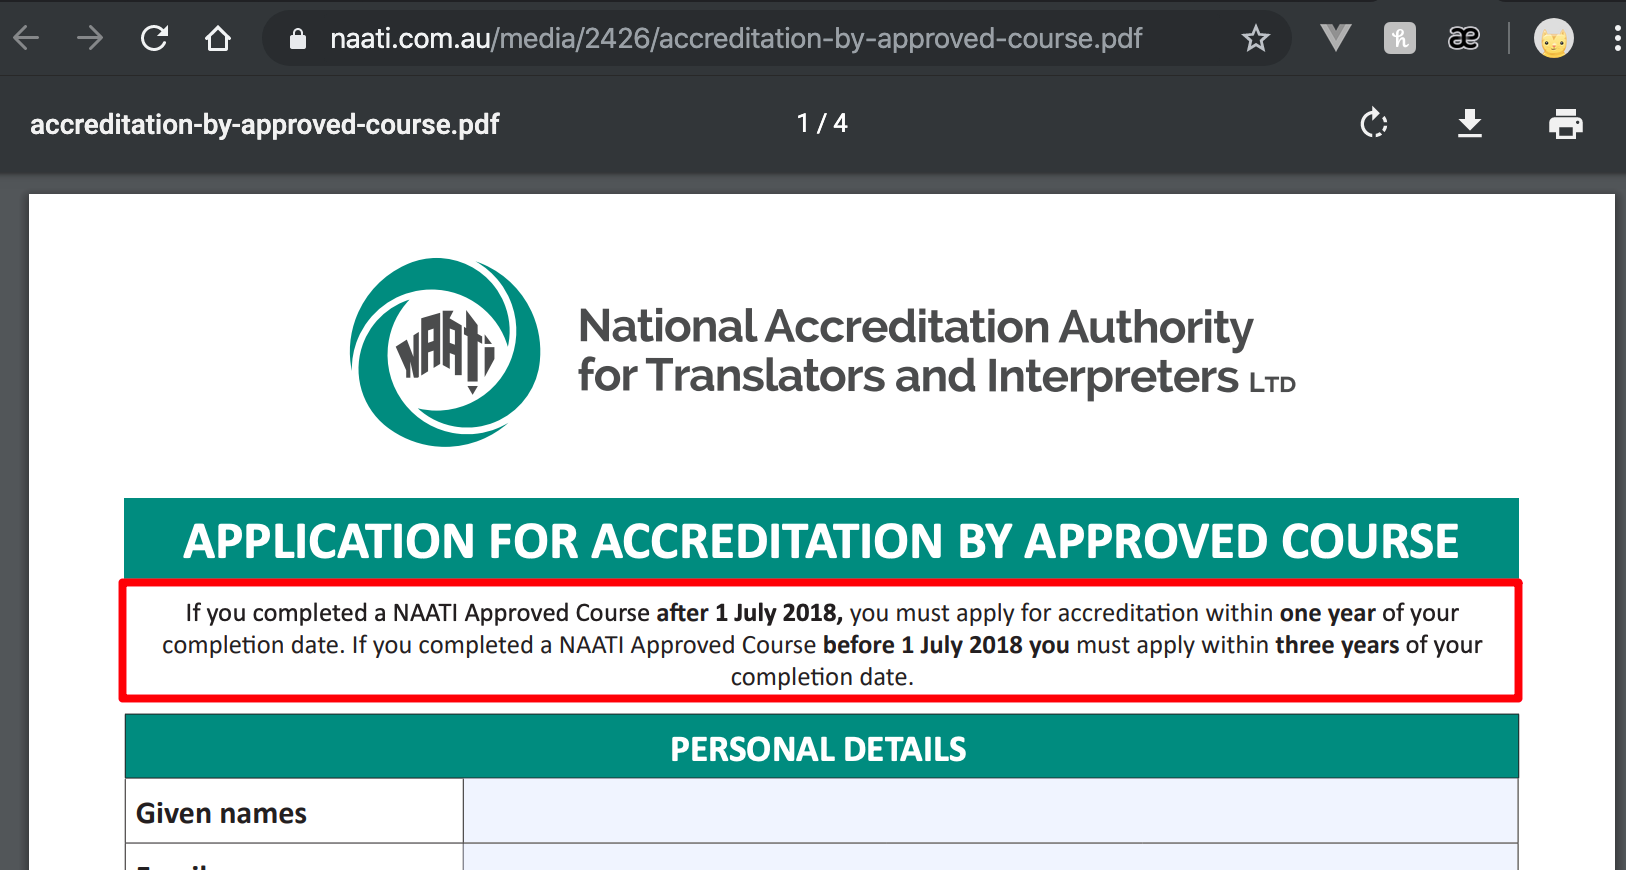 naati.com.au/media/2426/accreditation-by-approved-course.pdf
accreditation-by-approved-course.pdf
1 / 4
NAATI
National Accreditation Authority
for Translators and Interpreters LTD
APPLICATION FOR ACCREDITATION BY APPROVED COURSE
If you completed a NAATI Approved Course after 1 July 2018, you must apply for accreditation within one year of your
completion date. If you completed a NAATI Approved Course before 1 July 2018 you must apply within three years of your
completion date.
PERSONAL DETAILS
Given names